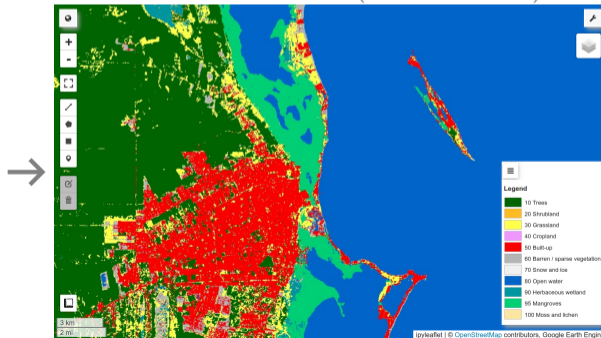 +
-
3 km
2 mi
Legend
10 Trees
20 Shrubland
30 Grassland
40 Cropland
50 Built-up
60 Barren / sparse vegetation
70 Snow and ice
80 Open water
90 Herbaceous wetland
95 Mangroves
100 Moss and lichen
ipyleaflet | © OpenStreetMap contributors, Google Earth Engin